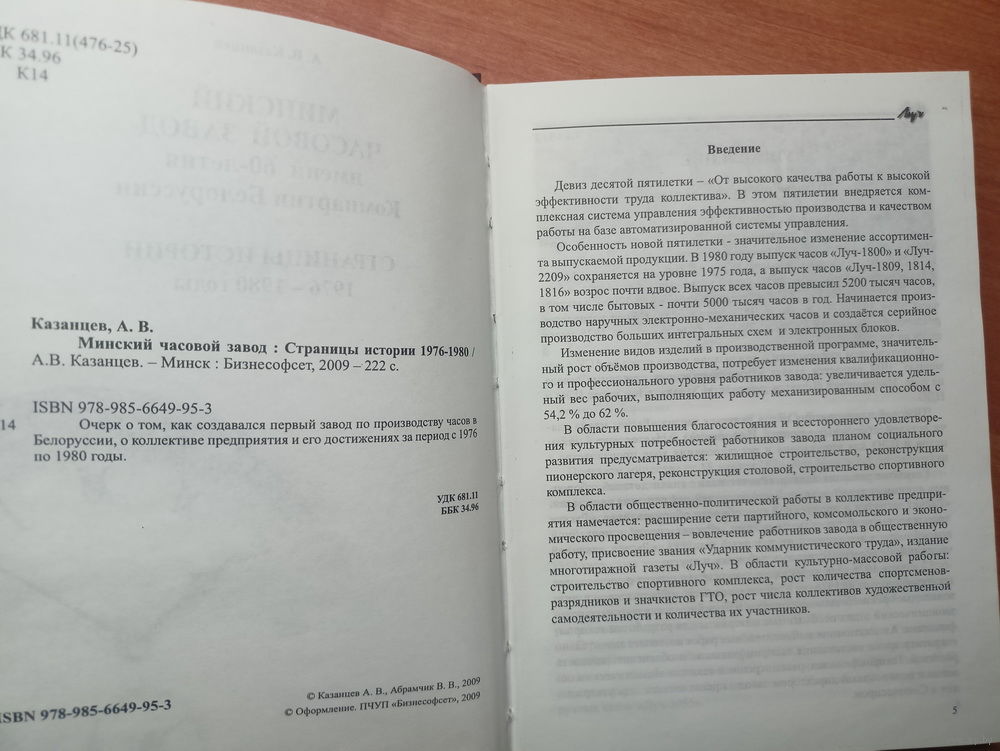 ДК 681.11(476-25)
К 34.96
К14
Казанцев, А. В.
Минский часовой завод : Страницы истории 1976-1980 /
А.В. Казанцев. – Минск : Бизнесофсет, 2009 – 222 с.
ISBN 978-985-6649-95-3
Очерк о том, как создавался первый завод по производству часов в
14
Белоруссии, о коллективе предприятия и его достижениях за период с 1976
по 1980 годы.
УДК 681.11
ББК 34.96
ISBN 978-985-6649-95-3
© Казанцев А. В., Абрамчик В. В., 2009
© Оформление. ПЧУП «Бизнесофсет», 2009
Луч
Введение
Девиз десятой пятилетки – «От высокого качества работы к высокой
эффективности труда коллектива». В этом пятилетии внедряется ком-
плексная система управления эффективностью производства и качеством
работы на базе автоматизированной системы управления.
Особенность новой пятилетки - значительное изменение ассортимен-
та выпускаемой продукции. В 1980 году выпуск часов «Луч-1800» и «Луч-
2209» сохраняется на уровне 1975 года, а выпуск часов «Луч-1809, 1814,
1816» возрос почти вдвое. Выпуск всех часов превысил 5200 тысяч часов,
в том числе бытовых - почти 5000 тысяч часов в год. Начинается произ-
водство наручных электронно-механических часов и создаётся серийное
производство больших интегральных схем и электронных блоков.
Изменение видов изделий в производственной программе, значитель-
ный рост объёмов производства, потребует изменения квалификационно-
го и профессионального уровня работников завода: увеличивается удель-
ный вес рабочих, выполняющих работу механизированным способом с
54,2 % до 62 %.
В области повышения благосостояния и всестороннего удовлетворе-
ния культурных потребностей работников завода планом социального
развития предусматривается: жилищное строительство, реконструкция
пионерского лагеря, реконструкция столовой, строительство спортивного
комплекса.
В области общественно-политической работы в коллективе предпри-
ятия намечается: расширение сети партийного, комсомольского и эконо-
мического просвещения – вовлечение работников завода в общественную
работу, присвоение звания «Ударник коммунистического труда», издание
многотиражной газеты «Луч». В области культурно-массовой работы:
строительство спортивного комплекса, рост количества спортсменов-
разрядников и значкистов ГТО, рост числа коллективов художественной
самодеятельности и количества их участников.
5